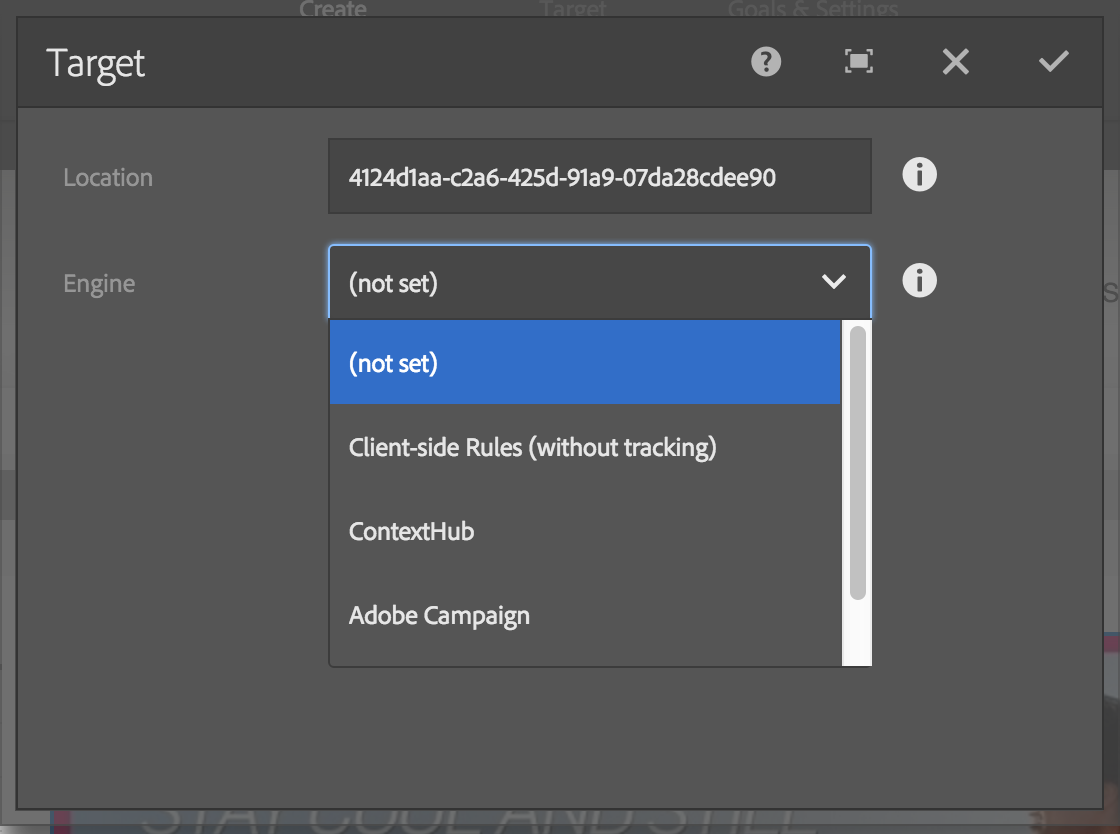 Create Target Goals & Settings
Target
Location 4124d1aa-c2a6-425d-91a9-07da28cdee90
Engine (not set)
(not set)
Client-side Rules (without tracking)
ContextHub
Adobe Campaign
STAY COOL AND STILL